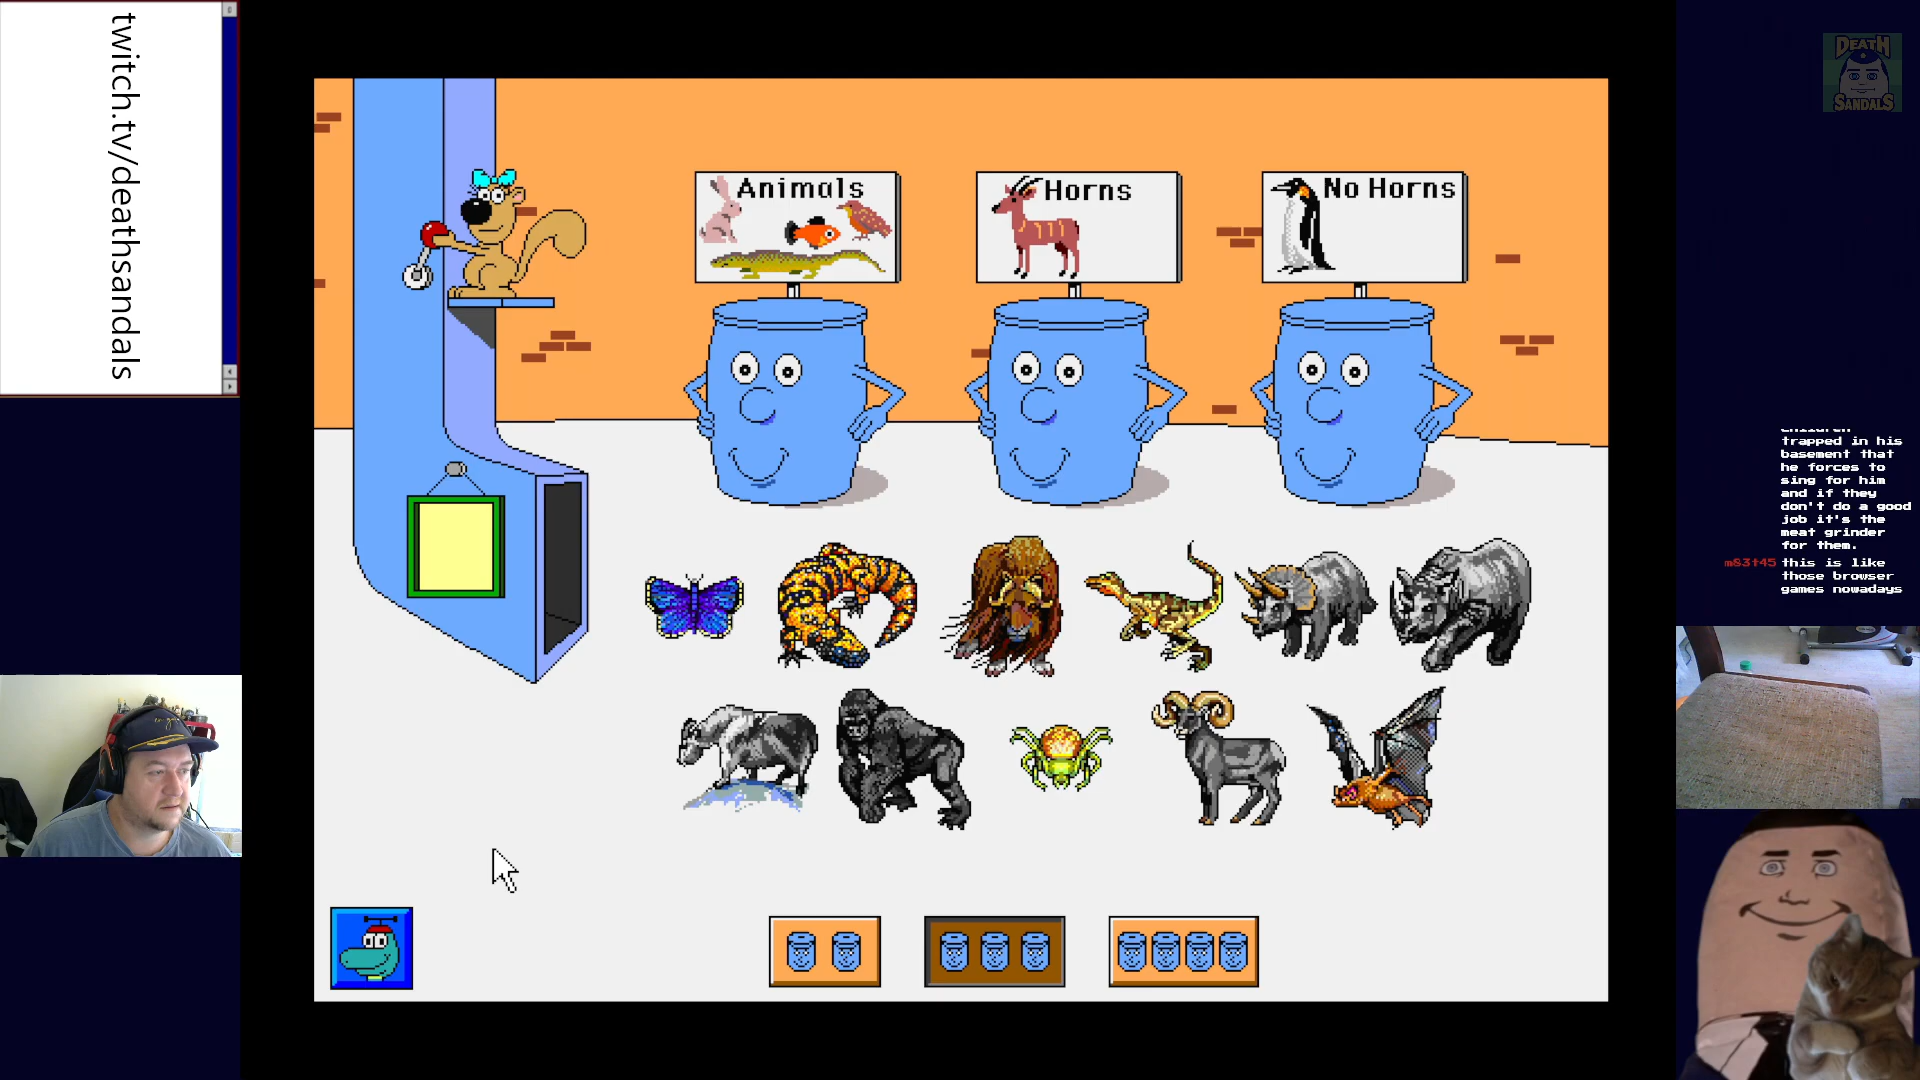 twitch.tv/deathsandals
DEATH
SANDALS
Animals
Horns
No Horns
trapped in his
basement that
he forces to
sing for him
and if they
don't do a good
job it's the
meat grinder
for them.
m83t45 this is like
those browser
games nowadays